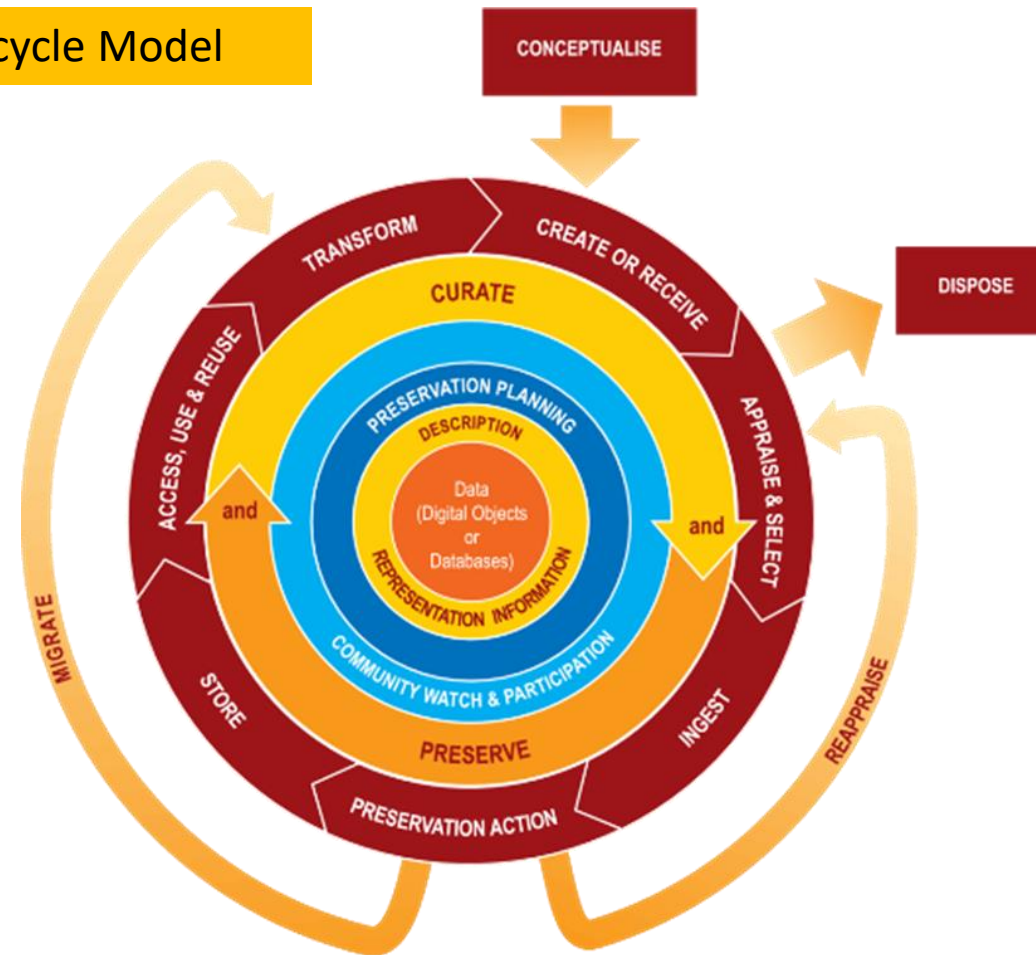 cycle Model
CONCEPTUALISE
DISPOSE
TRANSFORM
CREATE OR RECEIVE
APPRAISE & SELECT
INGEST
PRESERVATION ACTION
STORE
ACCESS, USE & REUSE
CURATE
and
PRESERVE
and
PRESERVATION PLANNING
COMMUNITY WATCH & PARTICIPATION
DESCRIPTION
REPRESENTATION INFORMATION
Data
(Digital Objects
or
Databases)
MIGRATE
REAPPRAISE